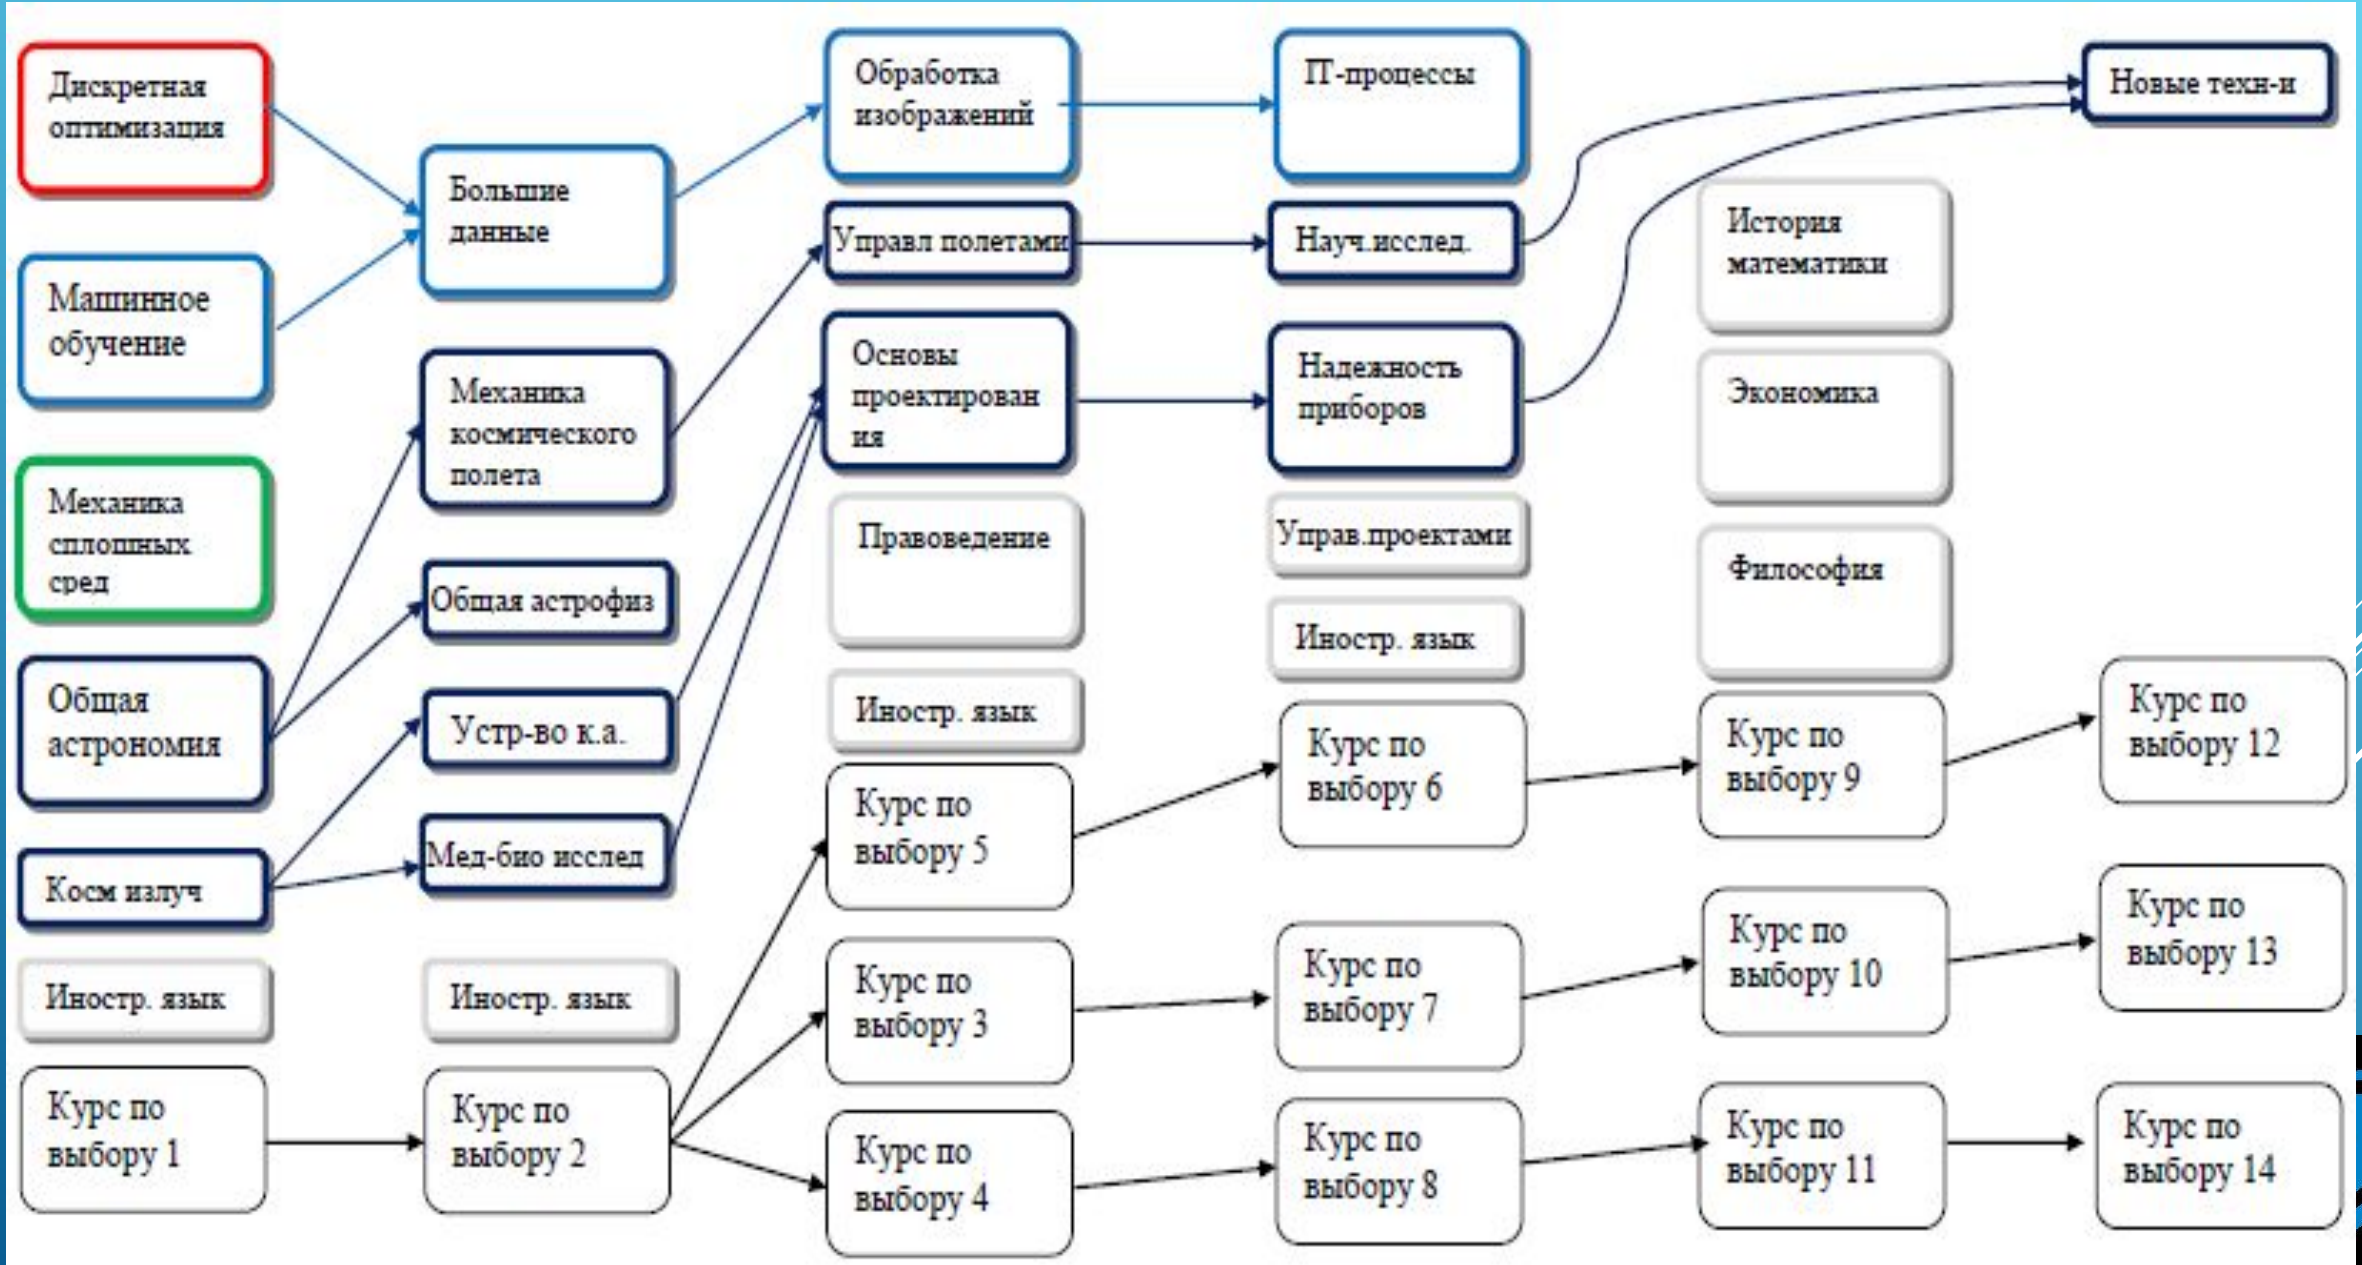 Дискретная
оптимизация
Машинное
обучение
Механика
сплошных
сред
Общая
астрономия
Косм излуч
Иностр. язык
Курс по
выбору 1
Большие
данные
Механика
космического
полета
Общая астрофиз
Устр-во к.а.
Мед-био исслед
Иностр. язык
Курс по
выбору 2
Обработка
изображений
Управл полетами
Основы
проектирован
ия
Правоведение
Иностр. язык
Курс по
выбору 5
Курс по
выбору 3
Курс по
выбору 4
IT-процессы
Науч.исслед.
Надежность
приборов
Управ.проектами
Иностр. язык
Курс по
выбору 6
Курс по
выбору 7
Курс по
выбору 8
История
математики
Экономика
Философия
Курс по
выбору 9
Курс по
выбору 10
Курс по
выбору 11
Новые техн-и
Курс по
выбору 12
Курс по
выбору 13
Курс по
выбору 14